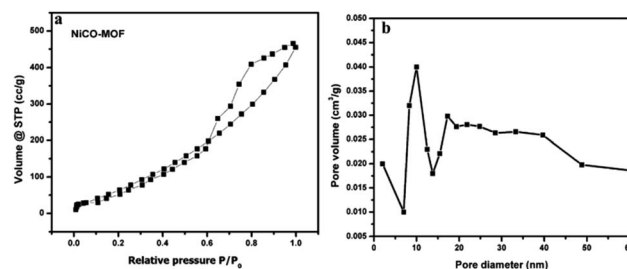 a
NiCO-MOF
Volume @ STP (cc/g)
500
400
300
200
100
0
0.0 0.2 0.4 0.6 0.8 1.0
Relative pressure P/P0
b
Pore volume (cm3/g)
0.050
0.045
0.040
0.035
0.030
0.025
0.020
0.015
0.010
0.005
0 10 20 30 40 50
Pore diameter (nm)